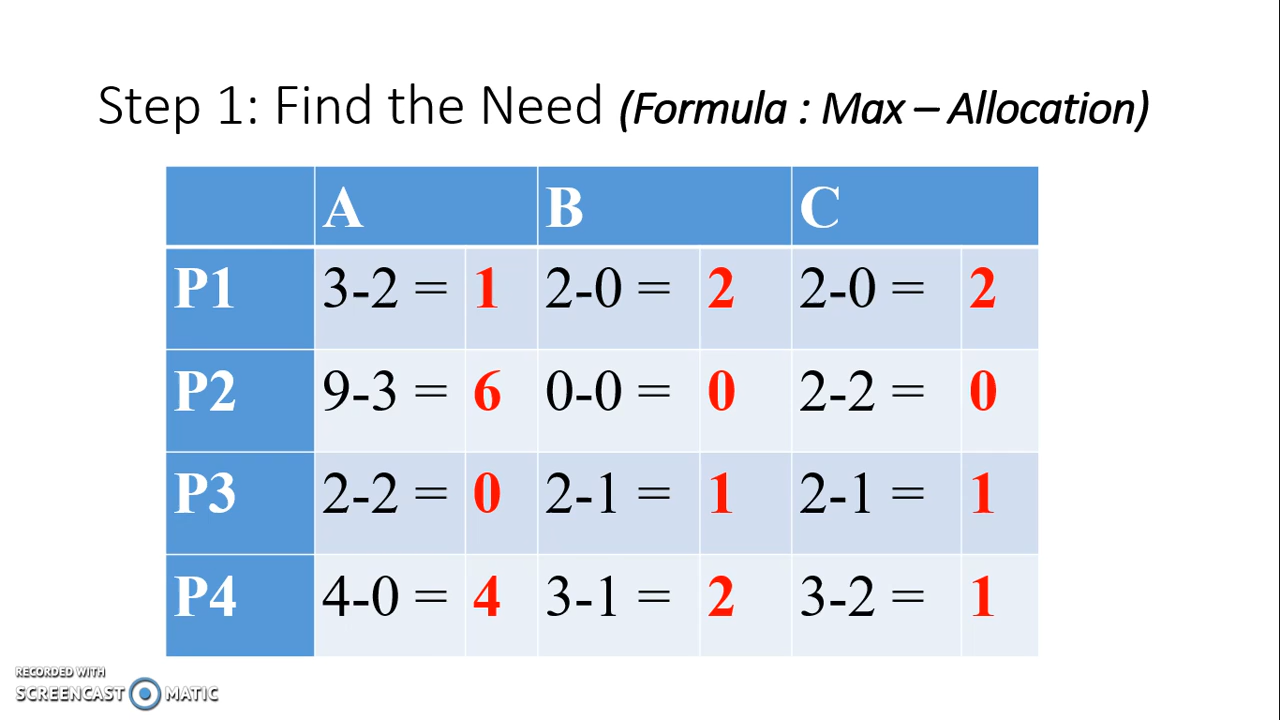 Step 1: Find the Need (Formula : Max – Allocation)
A B C
P1 3-2 = 1 2-0 = 2 2-0 = 2
P2 9-3 = 6 0-0 = 0 2-2 = 0
P3 2-2 = 0 2-1 = 1 2-1 = 1
P4 4-0 = 4 3-1 = 2 3-2 = 1
RECORDED WITH
SCREENCAST MATIC